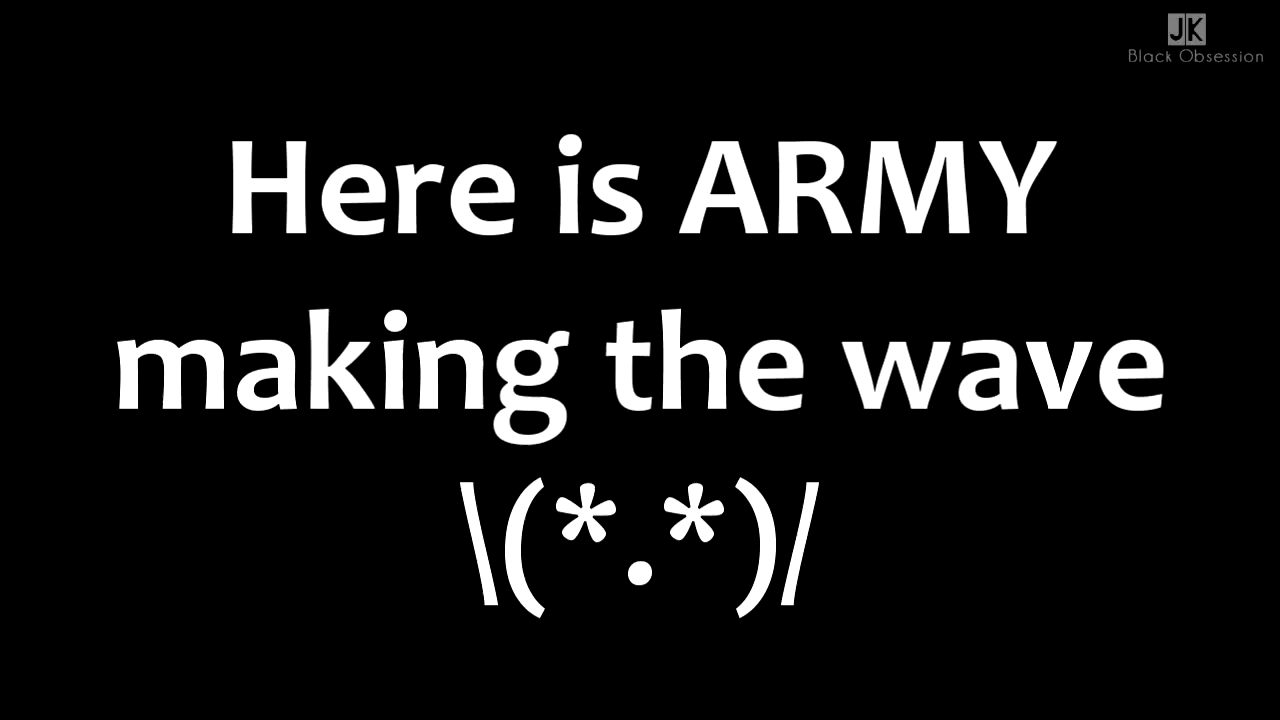 JK
Black Obsession
Here is ARMY
making the wave
\(*.*)/